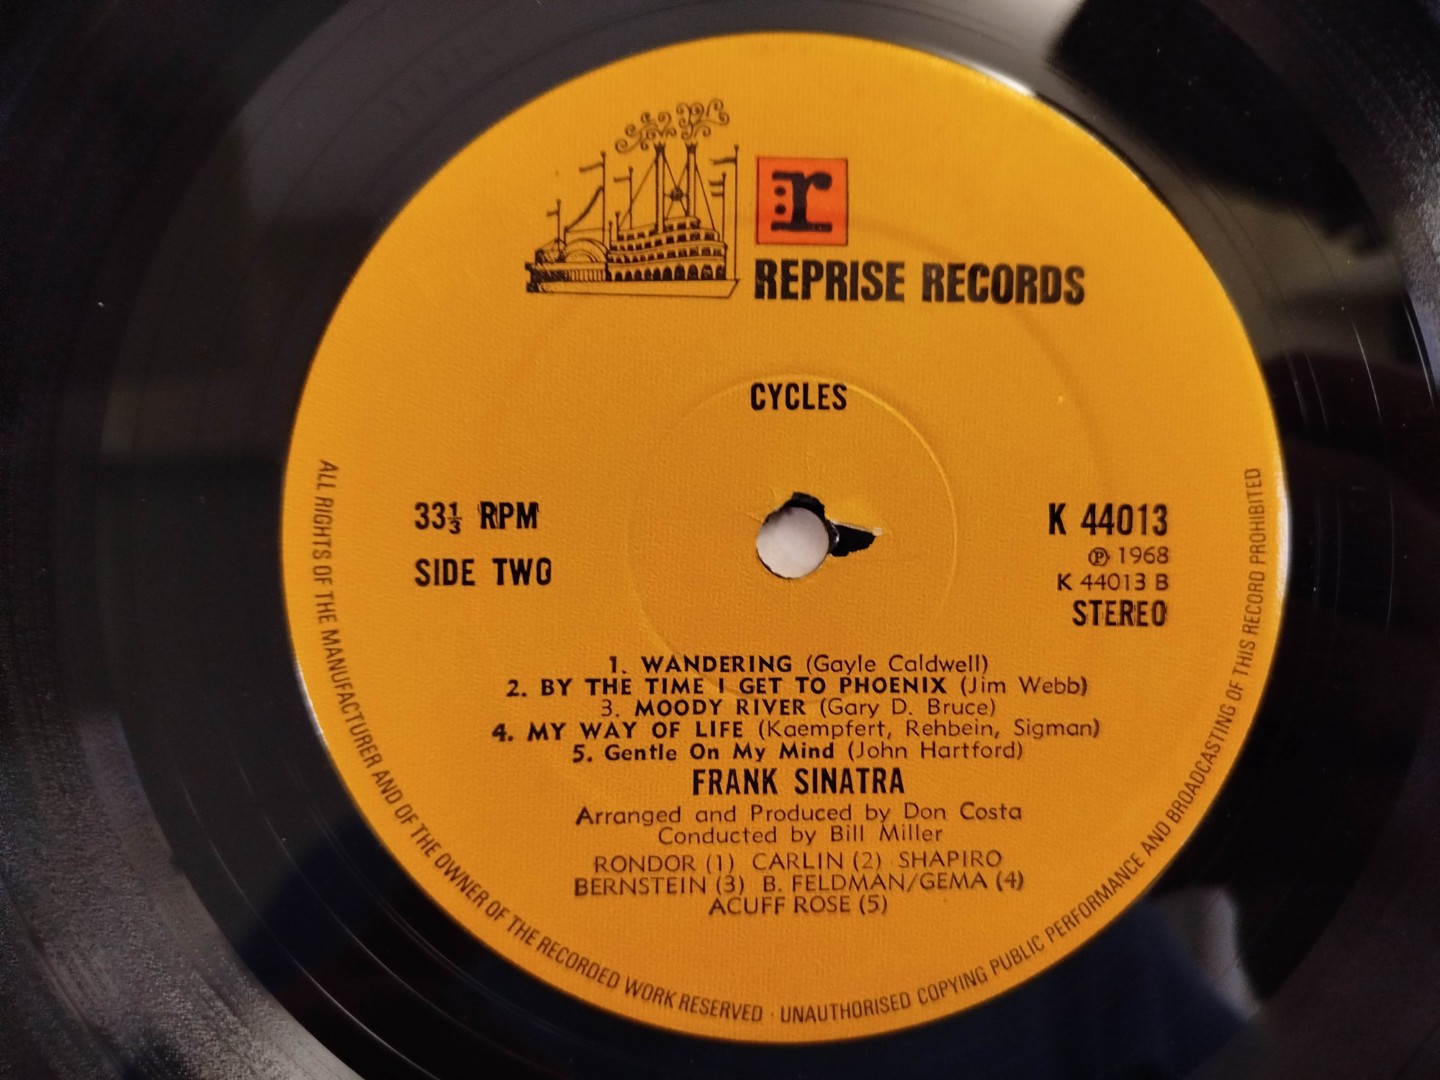 r
REPRISE RECORDS
CYCLES
33⅓ RPM
SIDE TWO
K 44013
℗ 1968
K 44013 B
STEREO
1. WANDERING (Gayle Caldwell)
2. BY THE TIME I GET TO PHOENIX (Jim Webb)
3. MOODY RIVER (Gary D. Bruce)
4. MY WAY OF LIFE (Kaempfert, Rehbein, Sigman)
5. Gentle On My Mind (John Hartford)
FRANK SINATRA
Arranged and Produced by Don Costa
Conducted by Bill Miller
RONDOR (1) CARLIN (2) SHAPIRO
BERNSTEIN (3) B. FELDMAN/GEMA (4)
ACUFF ROSE (5)
ALL RIGHTS OF THE MANUFACTURER AND OF THE OWNER OF THE RECORDED WORK RESERVED · UNAUTHORISED COPYING PUBLIC PERFORMANCE AND BROADCASTING OF THIS RECORD PROHIBITED